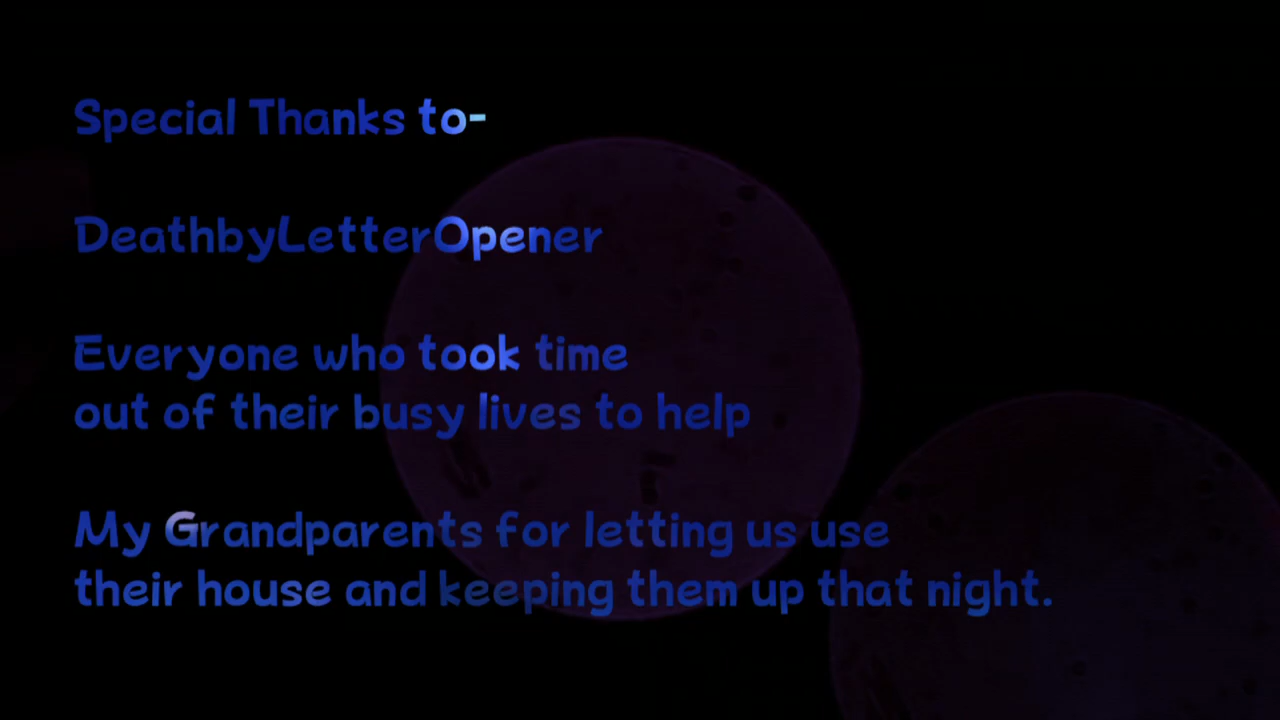 Special Thanks to-
DeathbyLetterOpener
Everyone who took time
out of their busy lives to help
My Grandparents for letting us use
their house and keeping them up that night.